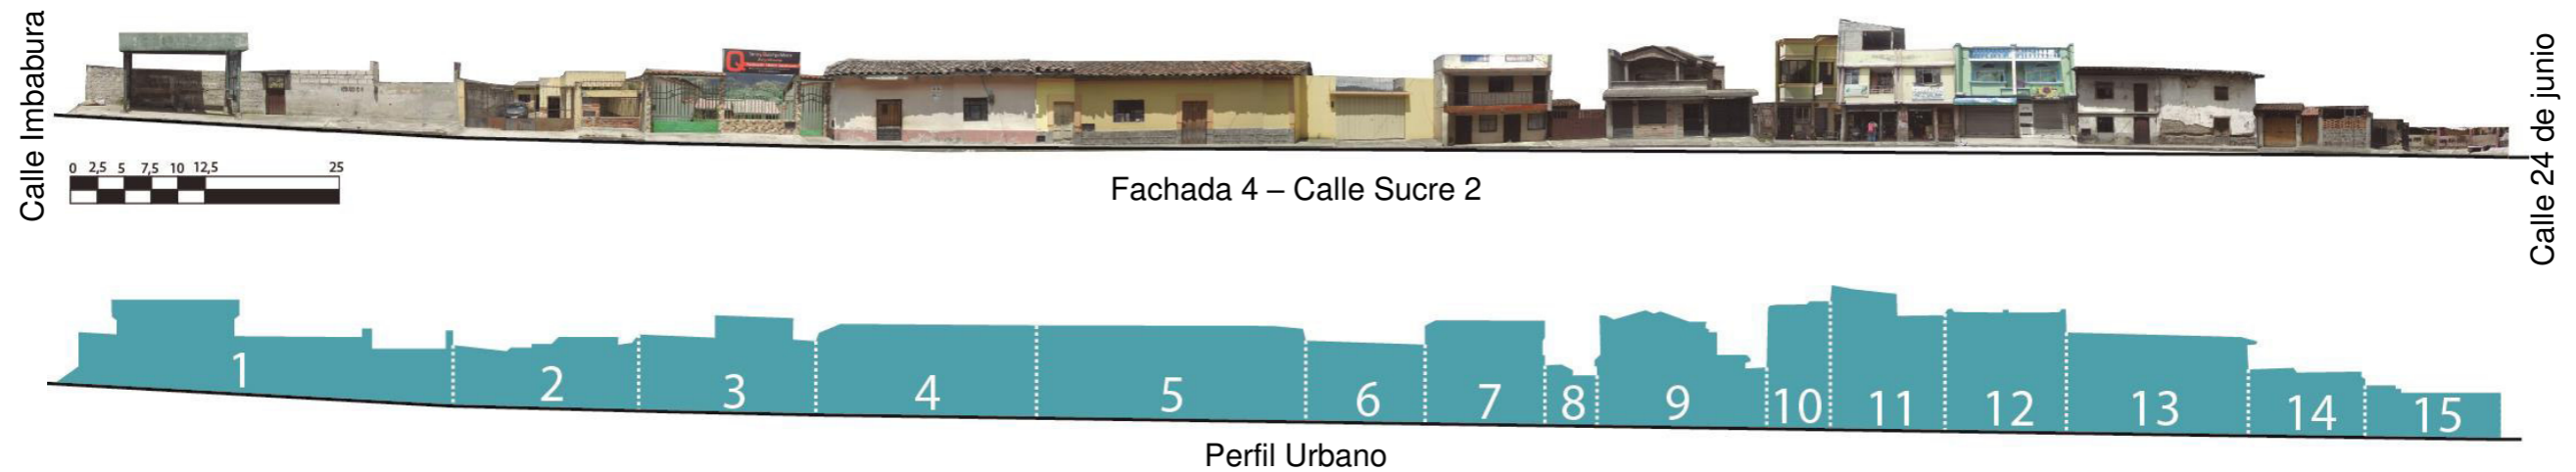 Calle Imbabura
0 2,5 5 7,5 10 12,5 25
Fachada 4 – Calle Sucre 2
Calle 24 de junio
1 2 3 4 5 6 7 8 9 10 11 12 13 14 15
Perfil Urbano